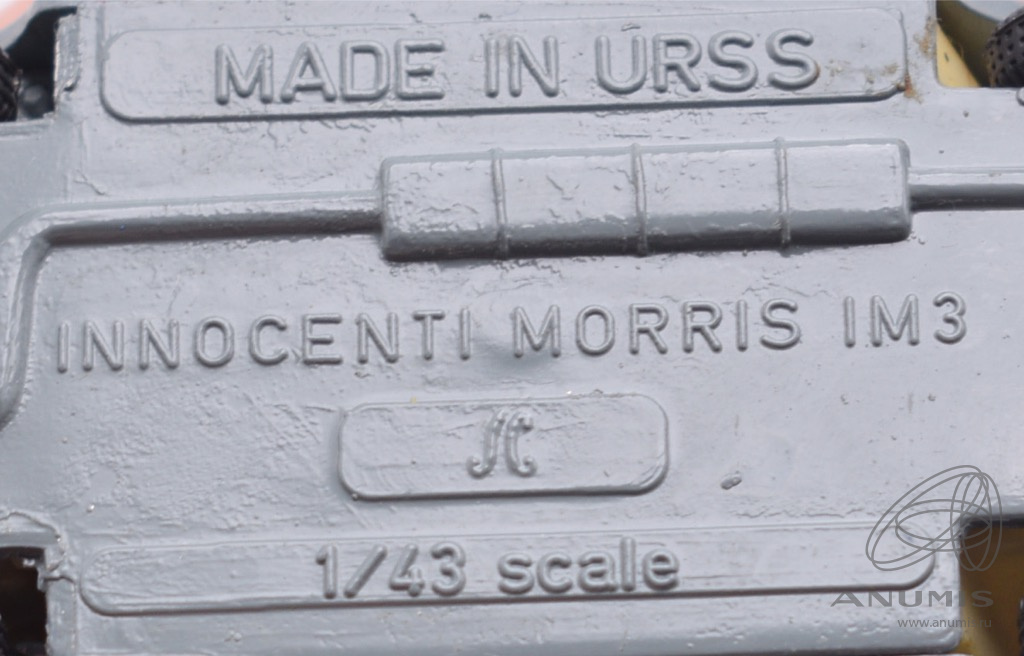 MADE IN URSS
INNOCENTI MORRIS IM3
1/43 scale
ANUMIS
www.anumis.ru